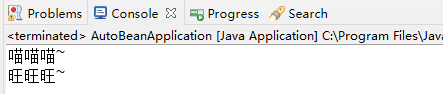 Problems Console Progress Search
<terminated> AutoBeanApplication [Java Application] C:\Program Files\Java
喵喵喵~
旺旺旺~